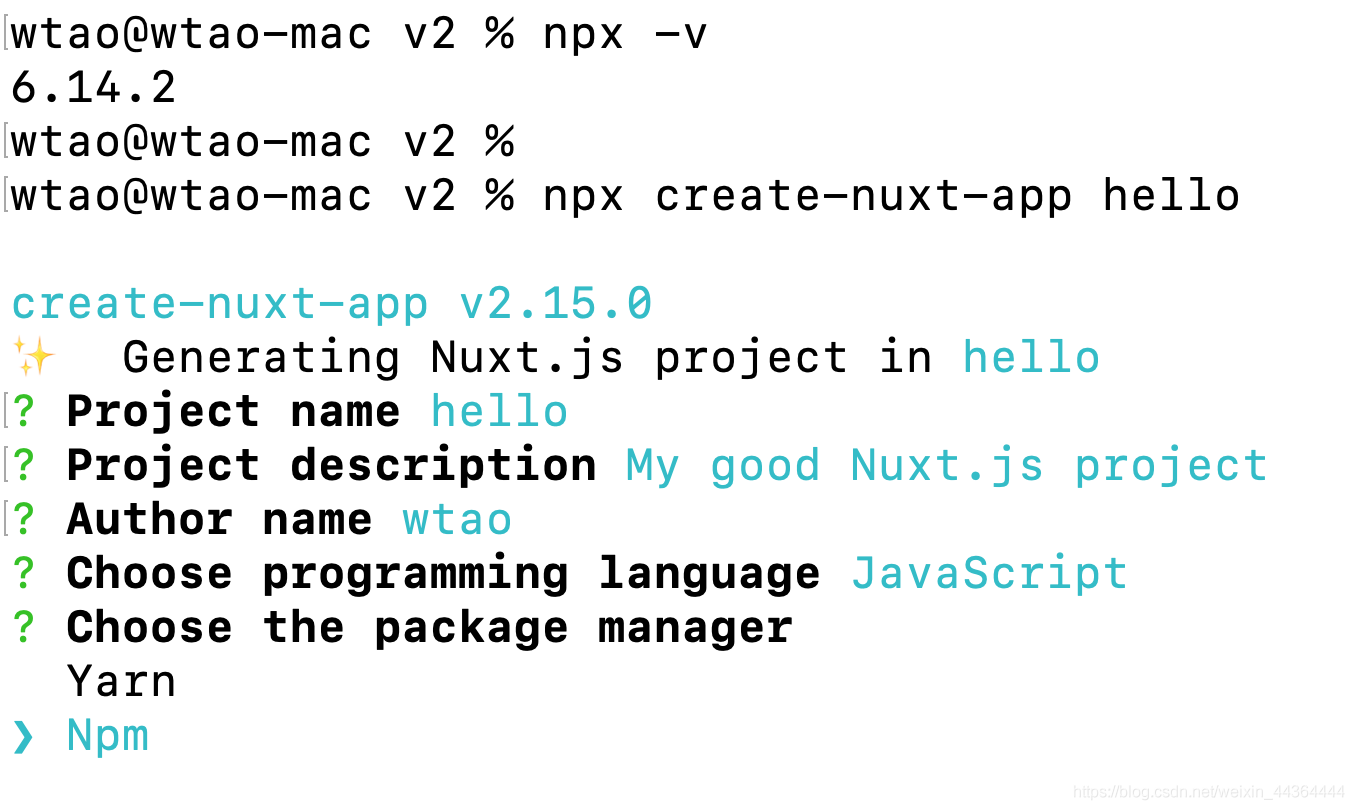 wtao@wtao-mac v2 % npx -v
6.14.2
wtao@wtao-mac v2 %
wtao@wtao-mac v2 % npx create-nuxt-app hello
create-nuxt-app v2.15.0
✨ Generating Nuxt.js project in hello
? Project name hello
? Project description My good Nuxt.js project
? Author name wtao
? Choose programming language JavaScript
? Choose the package manager
Yarn
❯ Npm
https://blog.csdn.net/weixin_44364444